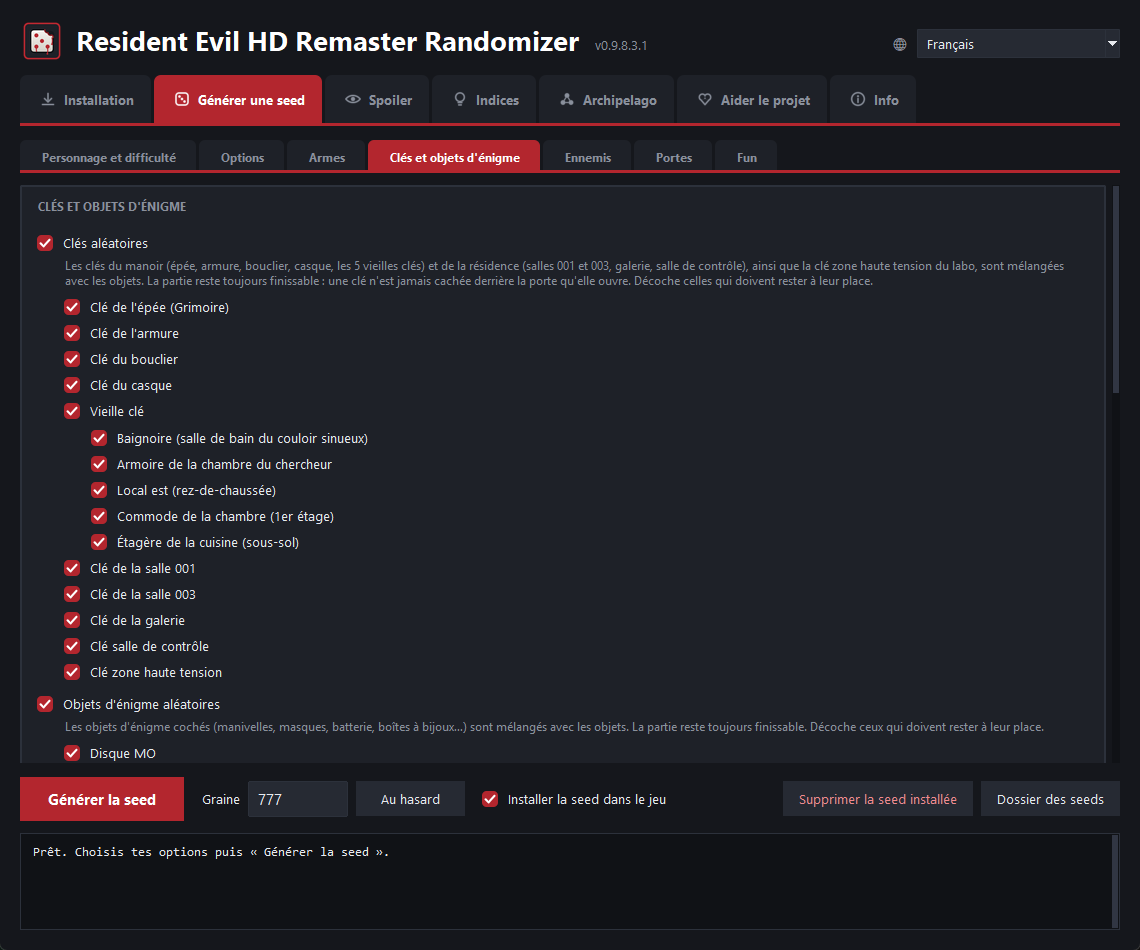 Resident Evil HD Remaster Randomizer v0.9.8.3.1
Français
Installation
Générer une seed
Spoiler
Indices
Archipelago
Aider le projet
Info
Personnage et difficulté
Options
Armes
Clés et objets d'énigme
Ennemis
Portes
Fun
CLÉS ET OBJETS D'ÉNIGME
Clés aléatoires
Les clés du manoir (épée, armure, bouclier, casque, les 5 vieilles clés) et de la résidence (salles 001 et 003, galerie, salle de contrôle), ainsi que la clé zone haute tension du labo, sont mélangées
avec les objets. La partie reste toujours finissable : une clé n'est jamais cachée derrière la porte qu'elle ouvre. Décoche celles qui doivent rester à leur place.
Clé de l'épée (Grimoire)
Clé de l'armure
Clé du bouclier
Clé du casque
Vieille clé
Baignoire (salle de bain du couloir sinueux)
Armoire de la chambre du chercheur
Local est (rez-de-chaussée)
Commode de la chambre (1er étage)
Étagère de la cuisine (sous-sol)
Clé de la salle 001
Clé de la salle 003
Clé de la galerie
Clé salle de contrôle
Clé zone haute tension
Objets d'énigme aléatoires
Les objets d'énigme cochés (manivelles, masques, batterie, boîtes à bijoux...) sont mélangés avec les objets. La partie reste toujours finissable. Décoche ceux qui doivent rester à leur place.
Disque MO
Générer la seed
Graine
777
Au hasard
Installer la seed dans le jeu
Supprimer la seed installée
Dossier des seeds
Prêt. Choisis tes options puis « Générer la seed ».